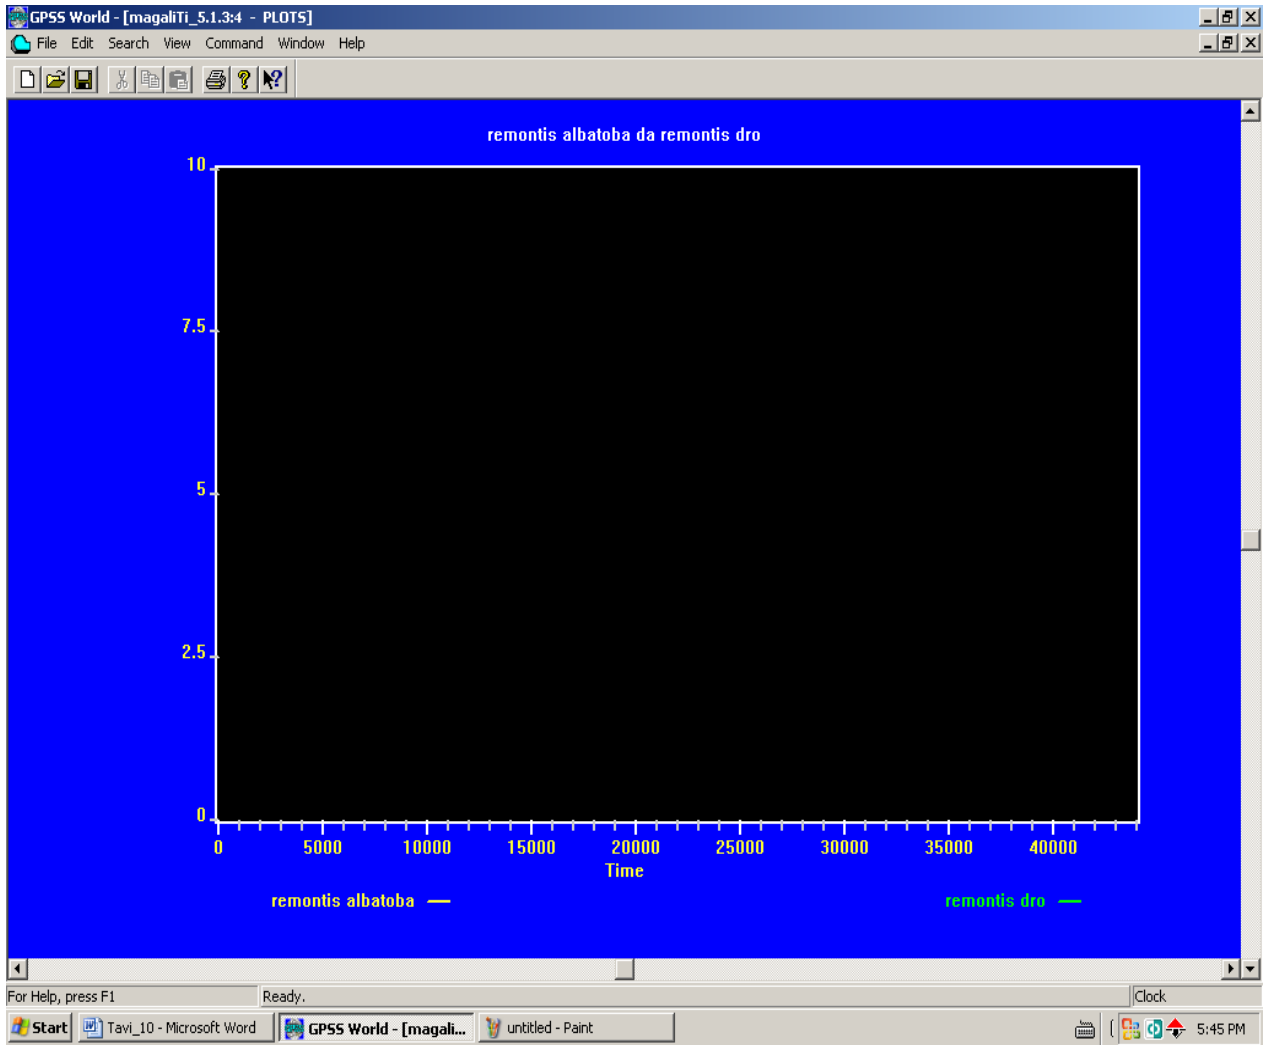 GPSS World - [magaliTi_5.1.3:4 - PLOTS]
File Edit Search View Command Window Help
remontis albatoba da remontis dro
10
7.5
5
2.5
0
0 5000 10000 15000 20000 25000 30000 35000 40000
Time
remontis albatoba
remontis dro
For Help, press F1 Ready. Clock
Start Tavi_10 - Microsoft Word GPSS World - [magali... untitled - Paint 5:45 PM